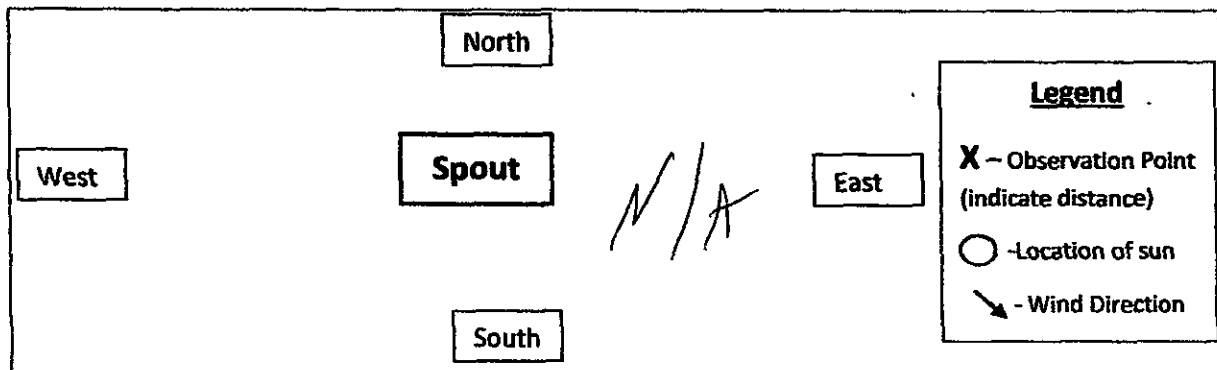 North
West
Spout
N/A
East
South
Legend
X – Observation Point
(indicate distance)
-Location of sun
- Wind Direction